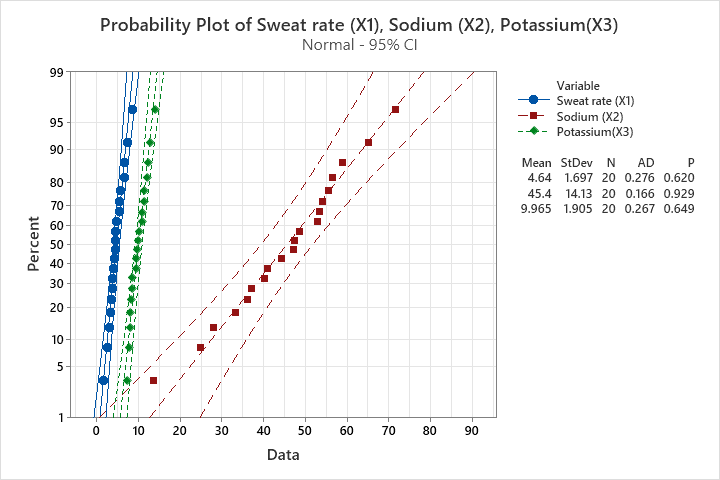 Probability Plot of Sweat rate (X1), Sodium (X2), Potassium(X3)
Normal - 95% CI
99
95
90
80
70
60
50
40
30
20
10
5
1
Percent
0 10 20 30 40 50 60 70 80 90
Data
Variable
Sweat rate (X1)
Sodium (X2)
Potassium(X3)
Mean StDev N AD P
4.64 1.697 20 0.276 0.620
45.4 14.13 20 0.166 0.929
9.965 1.905 20 0.267 0.649